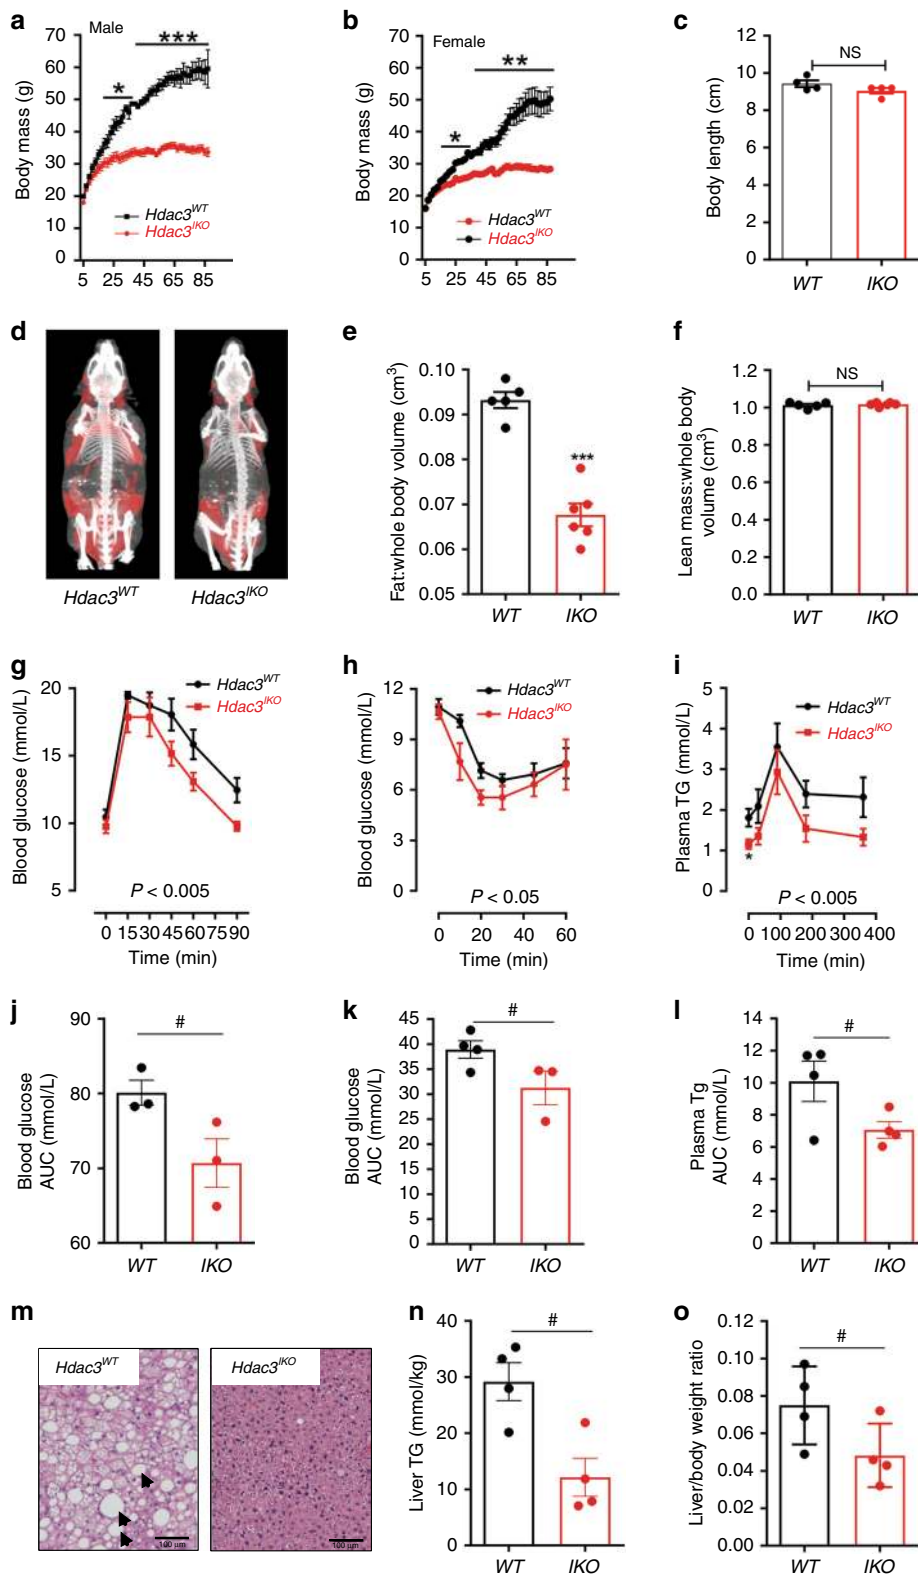 a
Male
***
*
Body mass (g)
70
60
50
40
30
20
10
0
Hdac3WT
Hdac3IKO
5 25 45 65 85
b
Female
**
*
Body mass (g)
70
60
50
40
30
20
10
0
Hdac3WT
Hdac3IKO
5 25 45 65 85
c
NS
Body length (cm)
12
10
8
6
4
2
0
WT IKO
d
Hdac3WT Hdac3IKO
e
Fat:whole body volume (cm3)
0.10
0.09
0.08
0.07
0.06
0.05
***
WT IKO
f
NS
Lean mass:whole body
volume (cm3)
1.2
1.0
0.8
0.6
0.4
0.2
0.0
WT IKO
g
Hdac3WT
Hdac3IKO
Blood glucose (mmol/L)
20
15
10
5
P < 0.005
0 15 30 45 60 75 90
Time (min)
h
Hdac3WT
Hdac3IKO
Blood glucose (mmol/L)
12
9
6
3
0
P < 0.05
0 20 40 60
Time (min)
i
Hdac3WT
Hdac3IKO
Plasma TG (mmol/L)
5
4
3
2
1
0
*
P < 0.005
0 100 200 300 400
Time (min)
j
#
Blood glucose
AUC (mmol/L)
90
80
70
60
WT IKO
k
#
Blood glucose
AUC (mmol/L)
45
40
35
30
25
20
15
10
5
0
WT IKO
l
#
Plasma Tg
AUC (mmol/L)
14
12
10
8
6
4
2
0
WT IKO
m
Hdac3WT
100 μm
Hdac3IKO
100 μm
n
#
Liver TG (mmol/kg)
40
30
20
10
0
WT IKO
o
#
Liver/body weight ratio
0.12
0.10
0.08
0.06
0.04
0.02
0.00
WT IKO